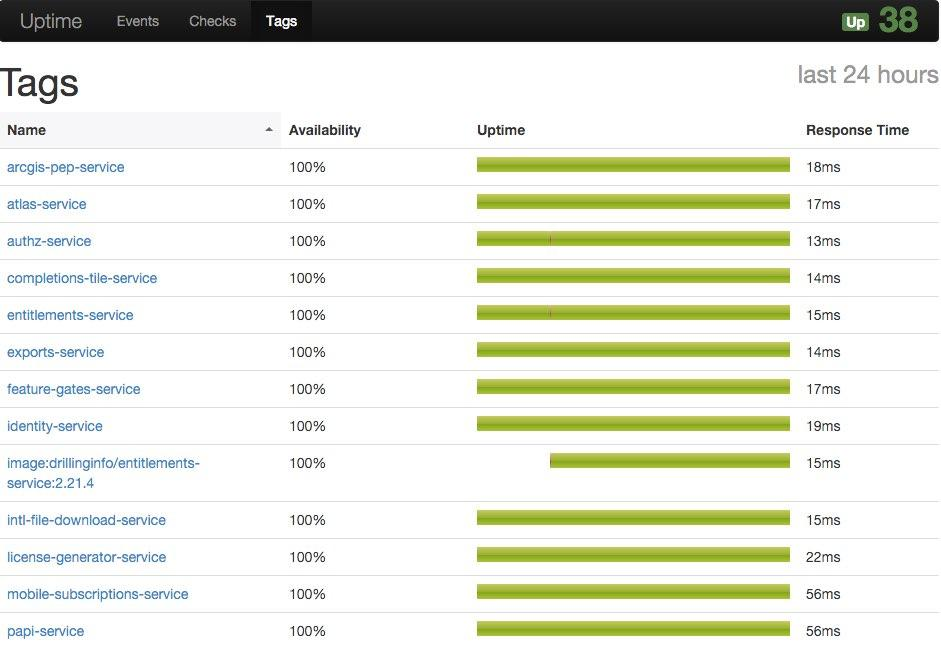 Uptime Events Checks Tags Up 38
Tags last 24 hours
Name Availability Uptime Response Time
arcgis-pep-service 100% 18ms
atlas-service 100% 17ms
authz-service 100% 13ms
completions-tile-service 100% 14ms
entitlements-service 100% 15ms
exports-service 100% 14ms
feature-gates-service 100% 17ms
identity-service 100% 19ms
image:drillinginfo/entitlements- 100% 15ms
service:2.21.4
intl-file-download-service 100% 15ms
license-generator-service 100% 22ms
mobile-subscriptions-service 100% 56ms
papi-service 100% 56ms